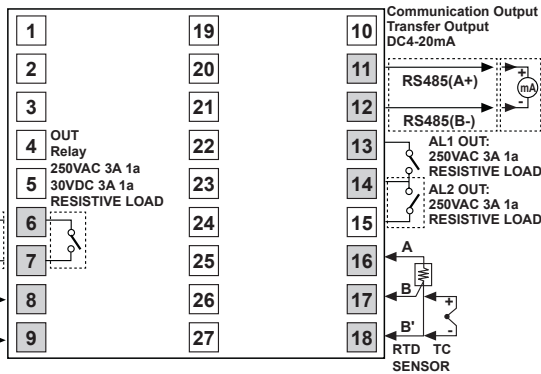 Communication Output
Transfer Output
DC4-20mA
1 19 10
2 20 11
RS485(A+)
+
mA
-
3 21 12
RS485(B-)
4 22 13
OUT
Relay
250VAC 3A 1a
30VDC 3A 1a
RESISTIVE LOAD
AL1 OUT:
250VAC 3A 1a
RESISTIVE LOAD
5 23 14
AL2 OUT:
250VAC 3A 1a
RESISTIVE LOAD
6 24 15
7 25 16
A
8 26 17
B
+
9 27 18
B'
-
RTD TC
SENSOR